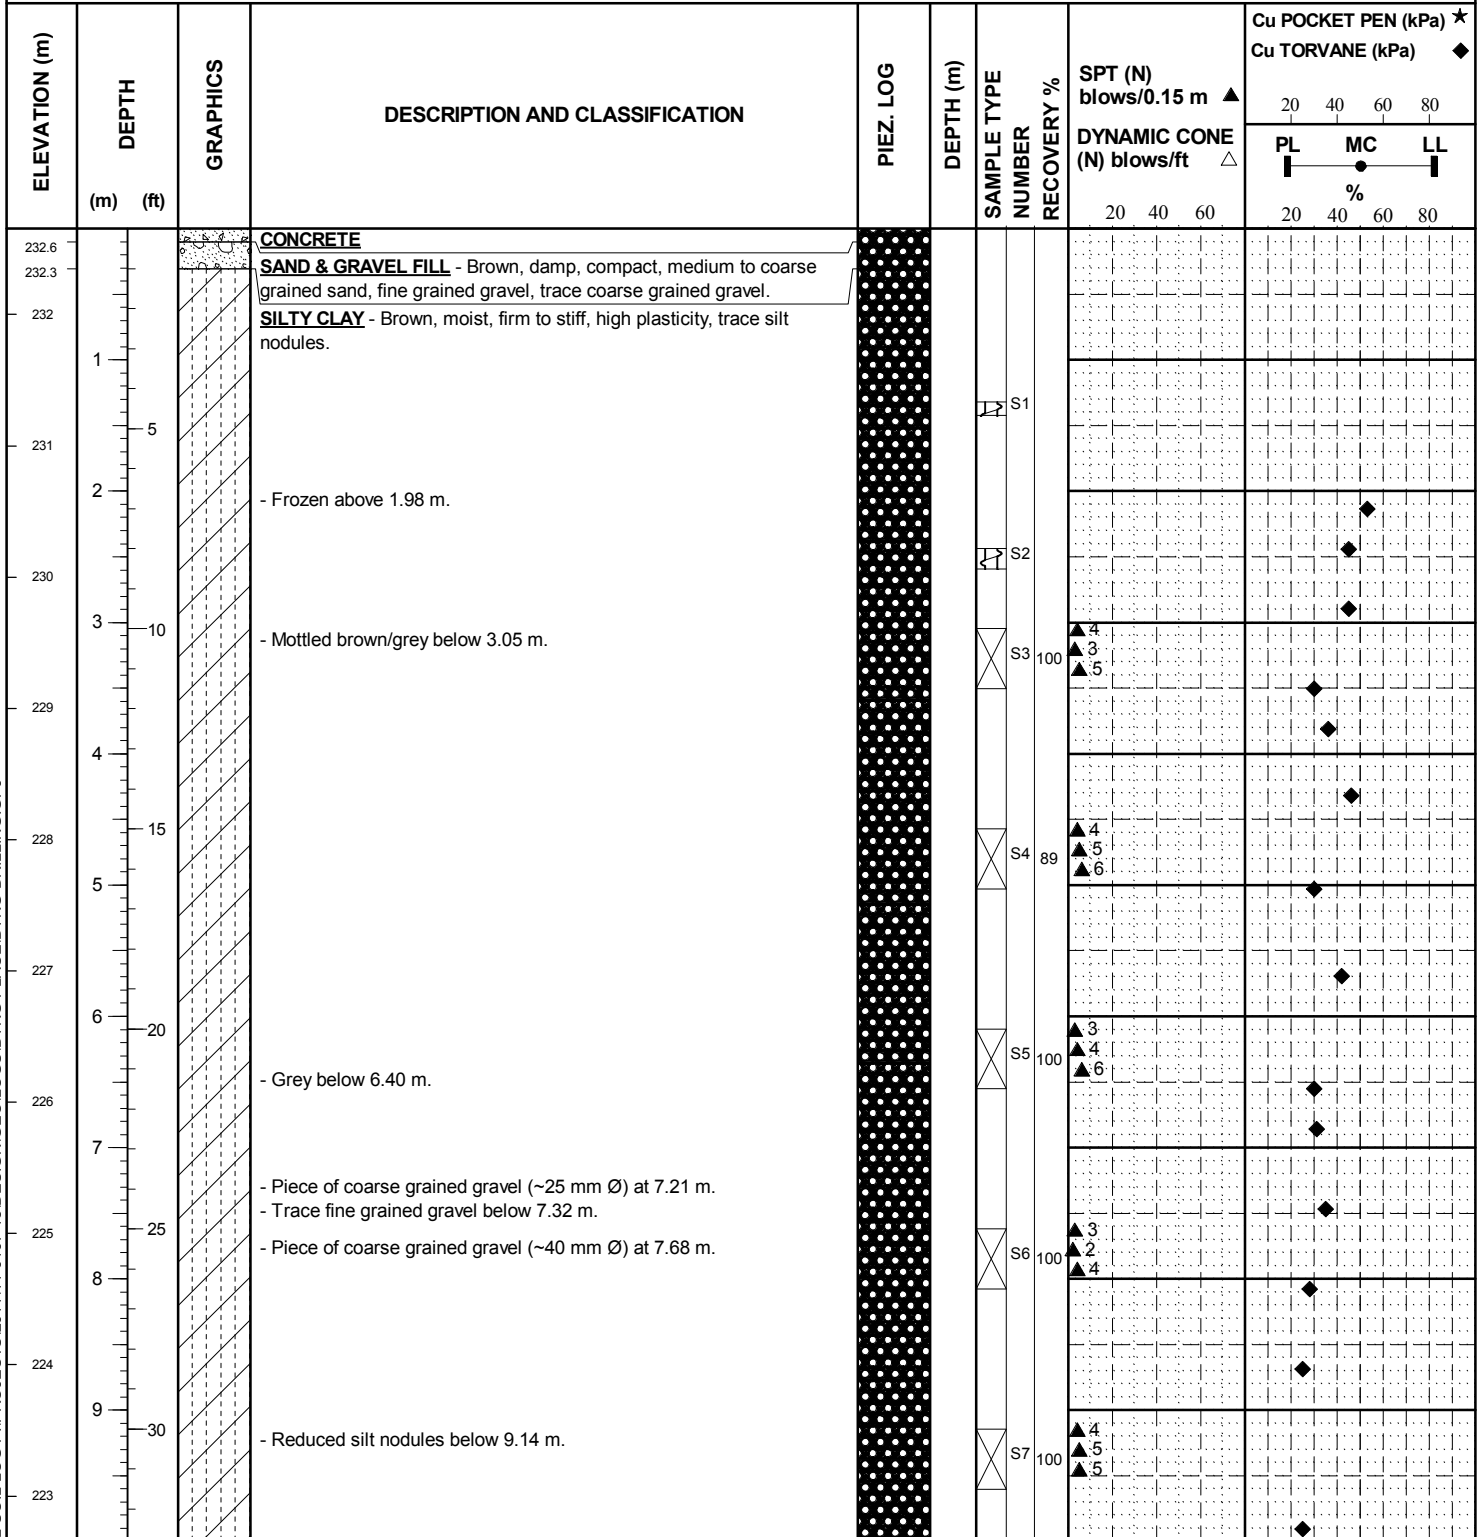 Cu POCKET PEN (kPa) ★
Cu TORVANE (kPa) ◆
20 40 60 80
ELEVATION (m)
DEPTH
(m) (ft)
GRAPHICS
DESCRIPTION AND CLASSIFICATION
PIEZ. LOG
DEPTH (m)
SAMPLE TYPE
NUMBER
RECOVERY %
SPT (N)
blows/0.15 m ▲
DYNAMIC CONE
(N) blows/ft △
20 40 60
PL MC LL
%
20 40 60 80
232.6
CONCRETE
232.3
SAND & GRAVEL FILL - Brown, damp, compact, medium to coarse
grained sand, fine grained gravel, trace coarse grained gravel.
232
SILTY CLAY - Brown, moist, firm to stiff, high plasticity, trace silt
nodules.
1
S1
5
231
2
- Frozen above 1.98 m.
S2
230
3
10
- Mottled brown/grey below 3.05 m.
S3 100
4
3
5
229
4
228
15
S4 89
4
5
6
5
227
6
20
S5 100
3
4
6
- Grey below 6.40 m.
226
7
- Piece of coarse grained gravel (~25 mm Ø) at 7.21 m.
- Trace fine grained gravel below 7.32 m.
225
25
- Piece of coarse grained gravel (~40 mm Ø) at 7.68 m.
S6 100
3
2
4
8
224
9
30
- Reduced silt nodules below 9.14 m.
S7 100
4
5
5
223